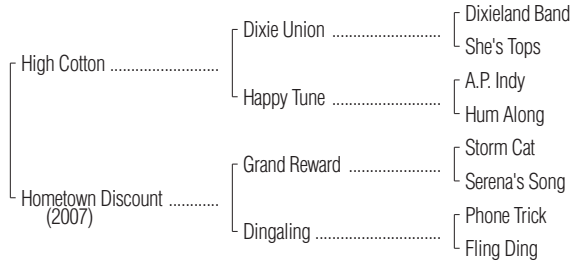 Dixieland Band
Dixie Union
She's Tops
High Cotton
A.P. Indy
Happy Tune
Hum Along
Storm Cat
Grand Reward
Serena's Song
Hometown Discount
(2007)
Phone Trick
Dingaling
Fling Ding